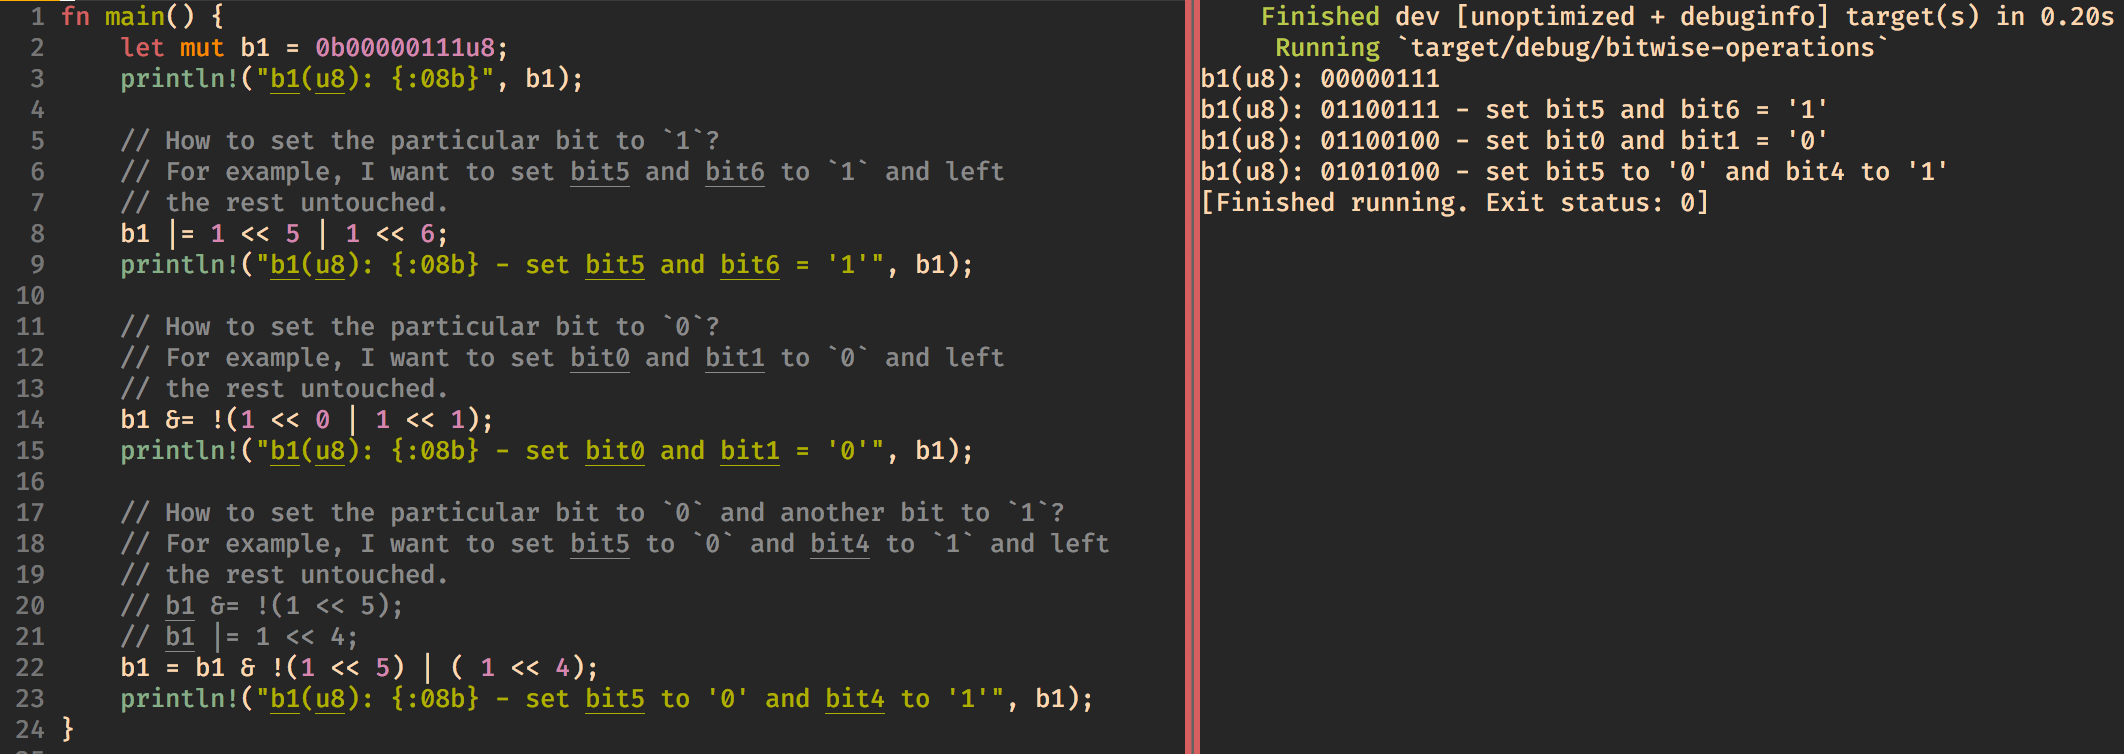 1 fn main() {
2     let mut b1 = 0b00000111u8;
3     println!("b1(u8): {:08b}", b1);
4
5     // How to set the particular bit to `1`?
6     // For example, I want to set bit5 and bit6 to `1` and left
7     // the rest untouched.
8     b1 |= 1 << 5 | 1 << 6;
9     println!("b1(u8): {:08b} - set bit5 and bit6 = '1'", b1);
10
11     // How to set the particular bit to `0`?
12     // For example, I want to set bit0 and bit1 to `0` and left
13     // the rest untouched.
14     b1 &= !(1 << 0 | 1 << 1);
15     println!("b1(u8): {:08b} - set bit0 and bit1 = '0'", b1);
16
17     // How to set the particular bit to `0` and another bit to `1`?
18     // For example, I want to set bit5 to `0` and bit4 to `1` and left
19     // the rest untouched.
20     // b1 &= !(1 << 5);
21     // b1 |= 1 << 4;
22     b1 = b1 & !(1 << 5) | ( 1 << 4);
23     println!("b1(u8): {:08b} - set bit5 to '0' and bit4 to '1'", b1);
24 }
    Finished dev [unoptimized + debuginfo] target(s) in 0.20s
     Running `target/debug/bitwise-operations`
b1(u8): 00000111
b1(u8): 01100111 - set bit5 and bit6 = '1'
b1(u8): 01100100 - set bit0 and bit1 = '0'
b1(u8): 01010100 - set bit5 to '0' and bit4 to '1'
[Finished running. Exit status: 0]